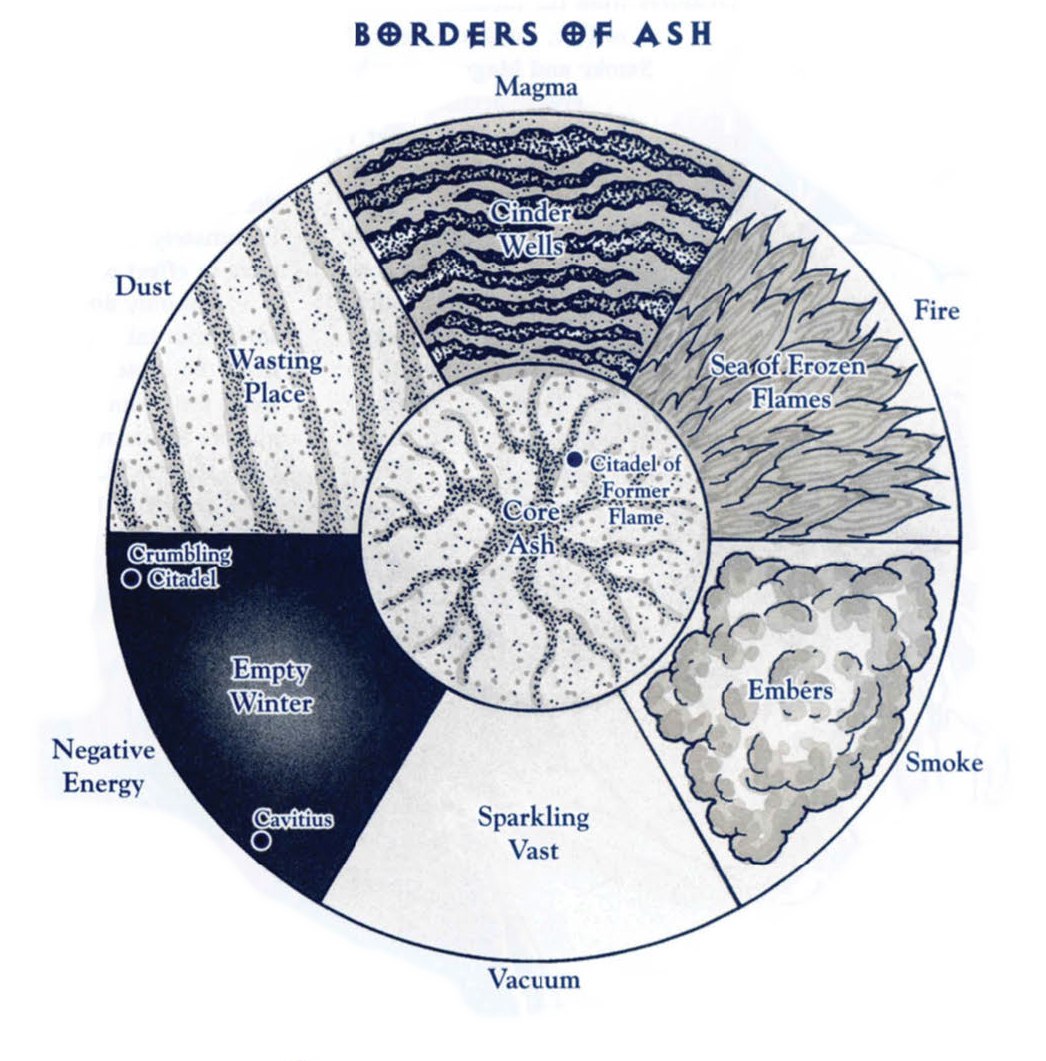 BORDERS OF ASH
Magma
Cinder
Wells
Dust
Fire
Wasting
Place
Sea of Frozen
Flames
Citadel of
Former
Flame
Core
Ash
Crumbling
Citadel
Empty
Winter
Embers
Negative
Energy
Smoke
Cavitius
Sparkling
Vast
Vacuum